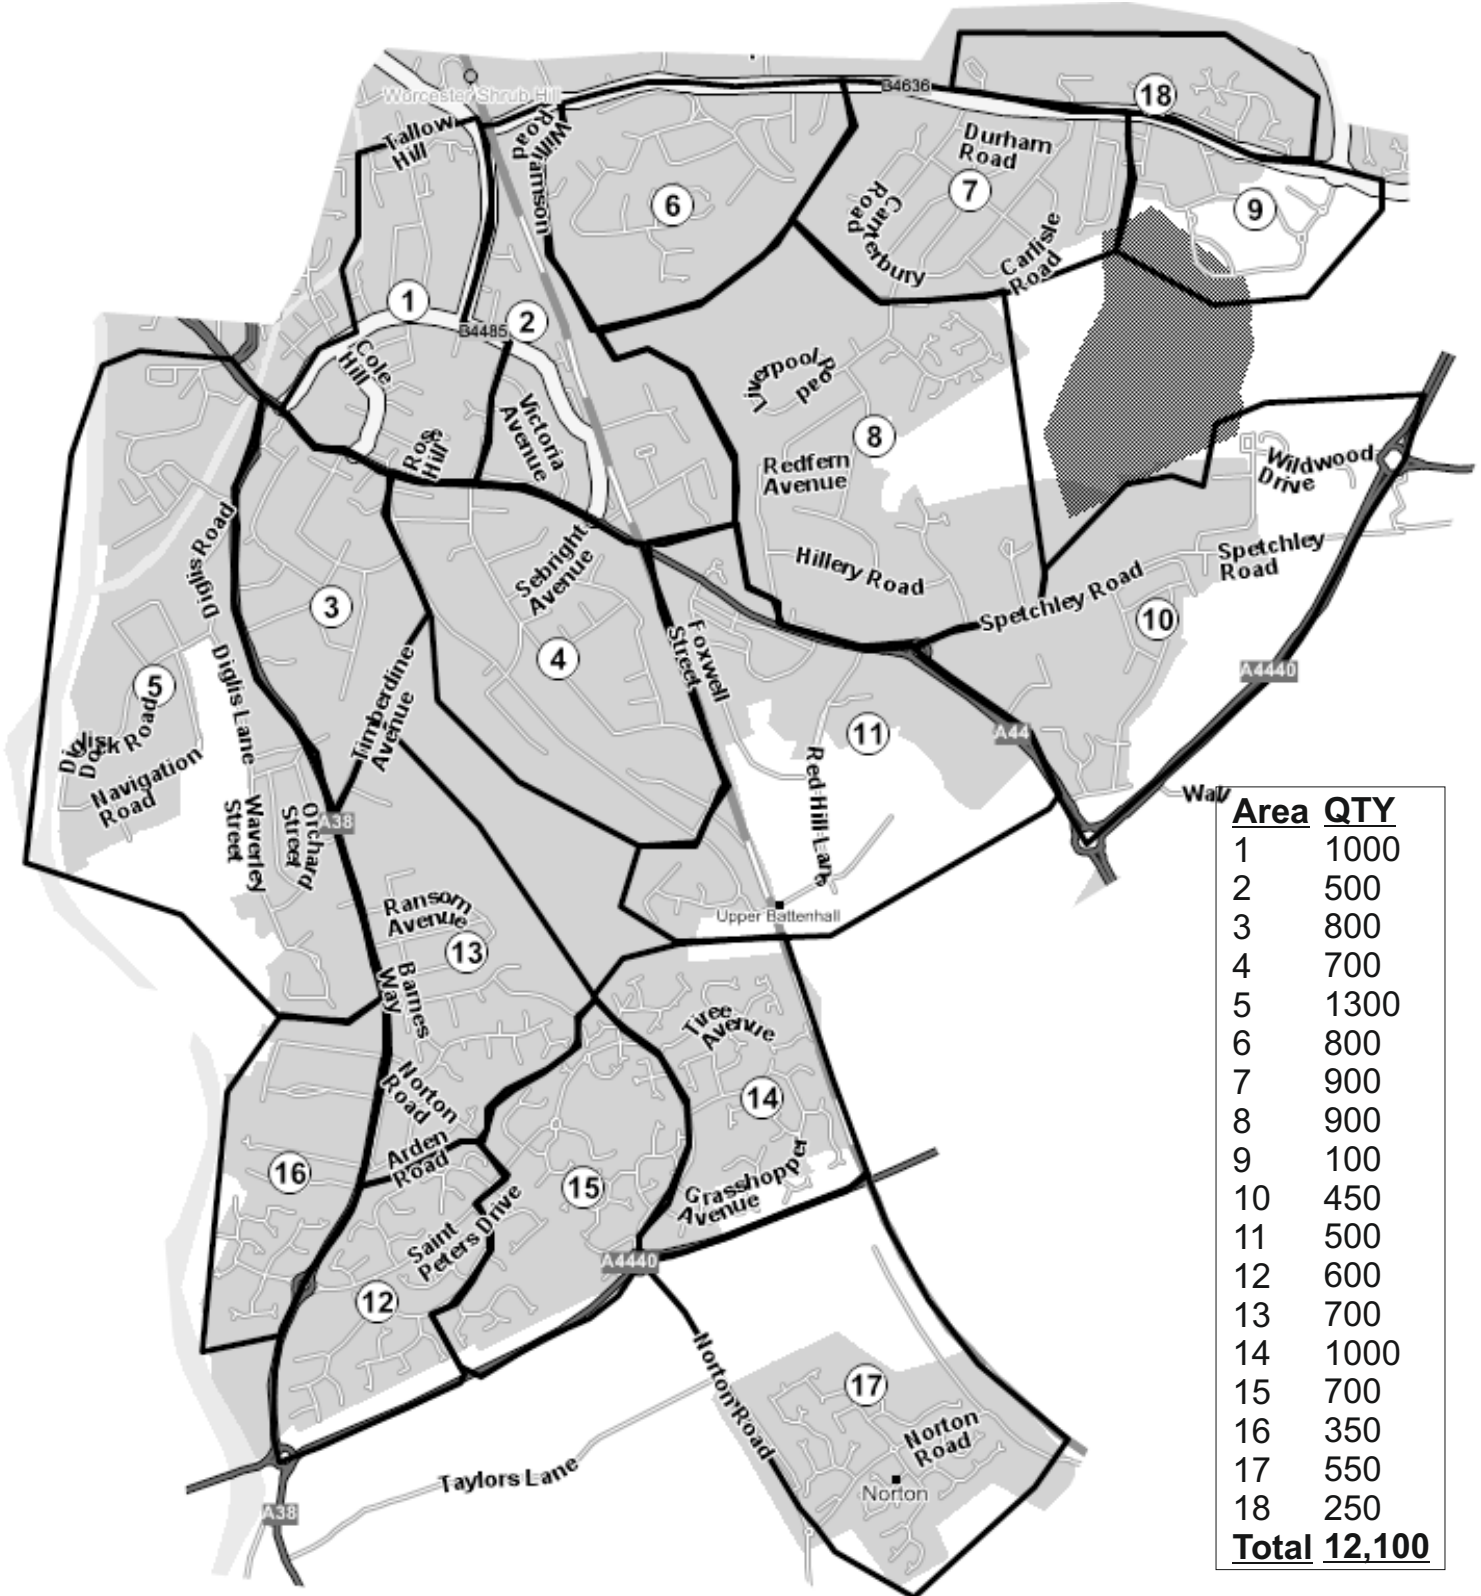 Worcester Shrub Hill
B4636
18
Tallow
Hill
Williamson
Road
Durham
Road
6
7
9
Canterbury
Road
Carlisle
Road
1
2
B4485
Cole
Hill
Liverpool
Road
Victoria
Avenue
8
Rose
Hill
Redfern
Avenue
Wildwood
Drive
Diglis Road
Sebright
Avenue
Hillery Road
Spetchley
Road
Spetchley Road
3
10
4
Foxwell
Street
5
Diglis Lane
Timberdine
Avenue
A4440
11
A44
Diglis
Dock Road
Navigation
Road
Red Hill Lane
Waverley
Street
Orchard
Street
A38
Ransom
Avenue
Upper Battenhall
13
Barnes
Way
Tiree
Avenue
Norton
Road
14
Arden
Road
16
15
Grasshopper
Avenue
Saint
Peters Drive
A4440
12
Norton Road
17
Norton
Road
Taylors Lane
Norton
A38
Area QTY
1 1000
2 500
3 800
4 700
5 1300
6 800
7 900
8 900
9 100
10 450
11 500
12 600
13 700
14 1000
15 700
16 350
17 550
18 250
Total 12,100